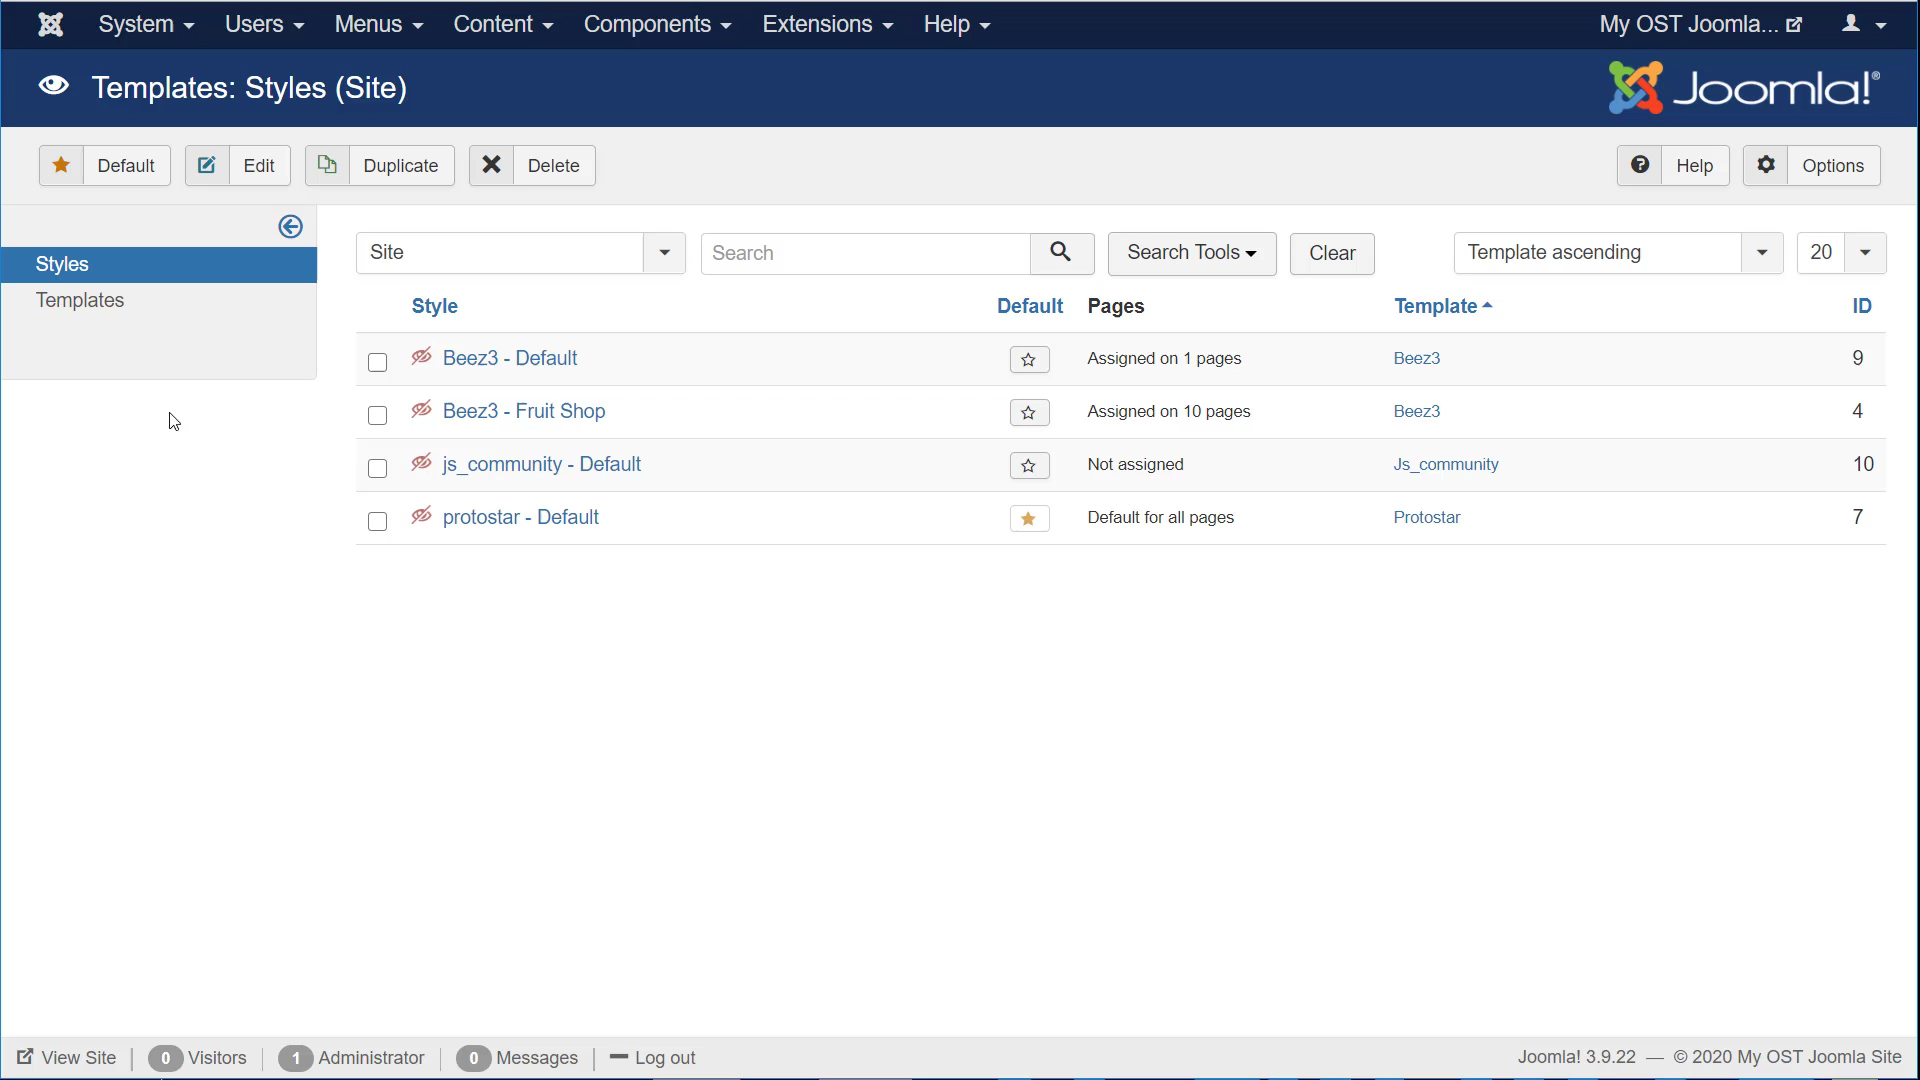 System Users Menus Content Components Extensions Help My OST Joomla...
Templates: Styles (Site) Joomla!®
Default Edit Duplicate Delete Help Options
Styles
Templates
Site Search Search Tools Clear Template ascending 20
Style Default Pages Template ID
Beez3 - Default Assigned on 1 pages Beez3 9
Beez3 - Fruit Shop Assigned on 10 pages Beez3 4
js_community - Default Not assigned Js_community 10
protostar - Default Default for all pages Protostar 7
View Site 0 Visitors 1 Administrator 0 Messages Log out Joomla! 3.9.22 — © 2020 My OST Joomla Site